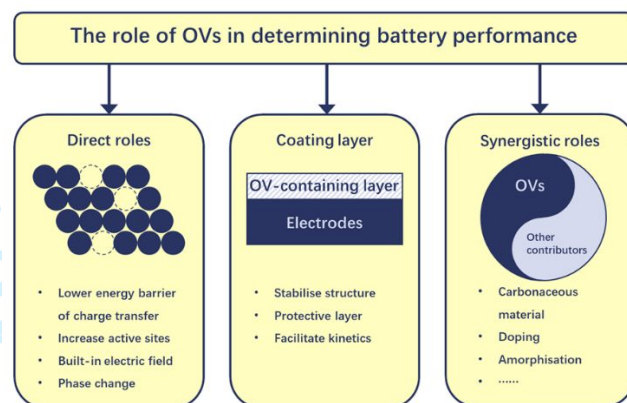 The role of OVs in determining battery performance
Direct roles
• Lower energy barrier
of charge transfer
• Increase active sites
• Built-in electric field
• Phase change
Coating layer
OV-containing layer
Electrodes
• Stabilise structure
• Protective layer
• Facilitate kinetics
Synergistic roles
OVs
Other
contributors
• Carbonaceous
material
• Doping
• Amorphisation
• ······